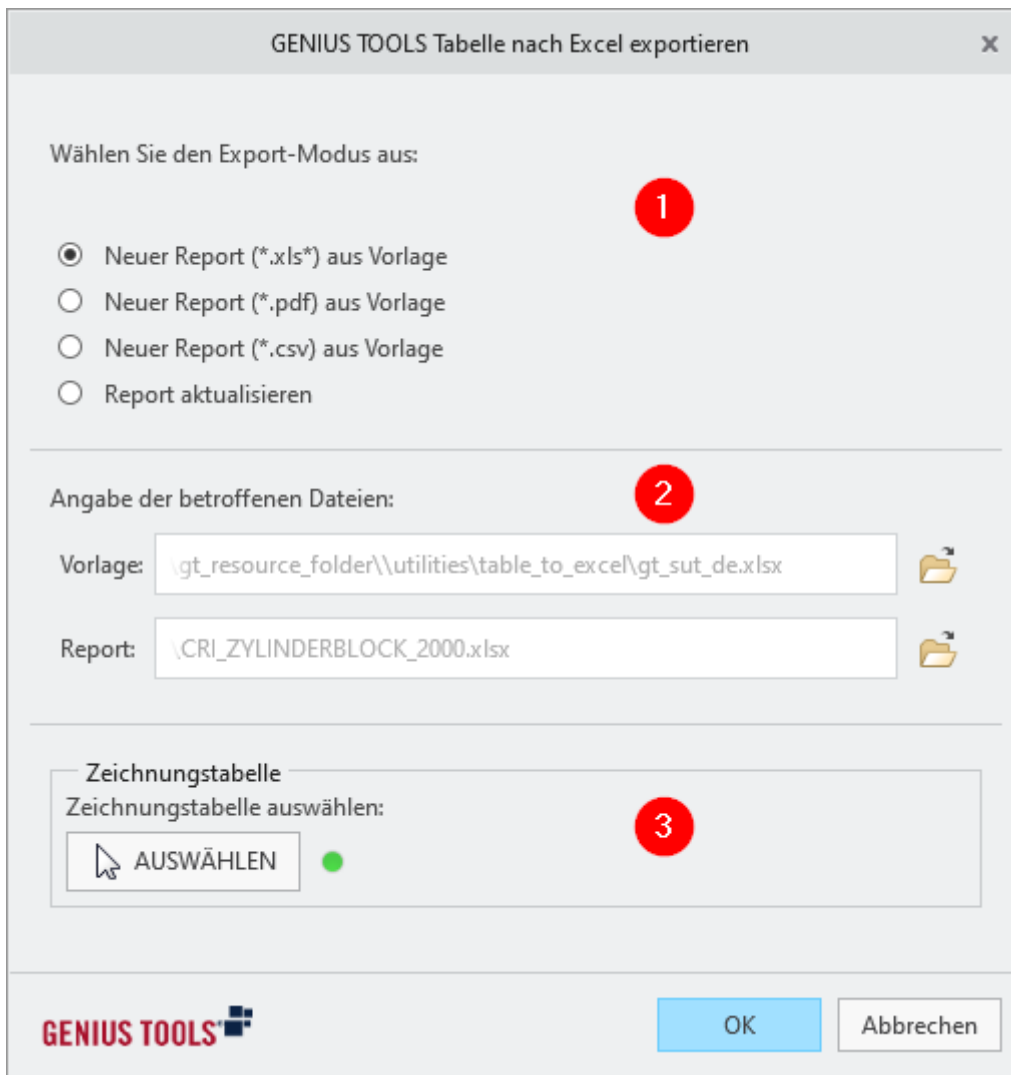 GENIUS TOOLS Tabelle nach Excel exportieren
Wählen Sie den Export-Modus aus:
1
Neuer Report (*.xls*) aus Vorlage
Neuer Report (*.pdf) aus Vorlage
Neuer Report (*.csv) aus Vorlage
Report aktualisieren
Angabe der betroffenen Dateien:
2
Vorlage: \gt_resource_folder\\utilities\table_to_excel\gt_sut_de.xlsx
Report: \CRI_ZYLINDERBLOCK_2000.xlsx
Zeichnungstabelle
Zeichnungstabelle auswählen:
3
AUSWÄHLEN
GENIUS TOOLS
OK
Abbrechen